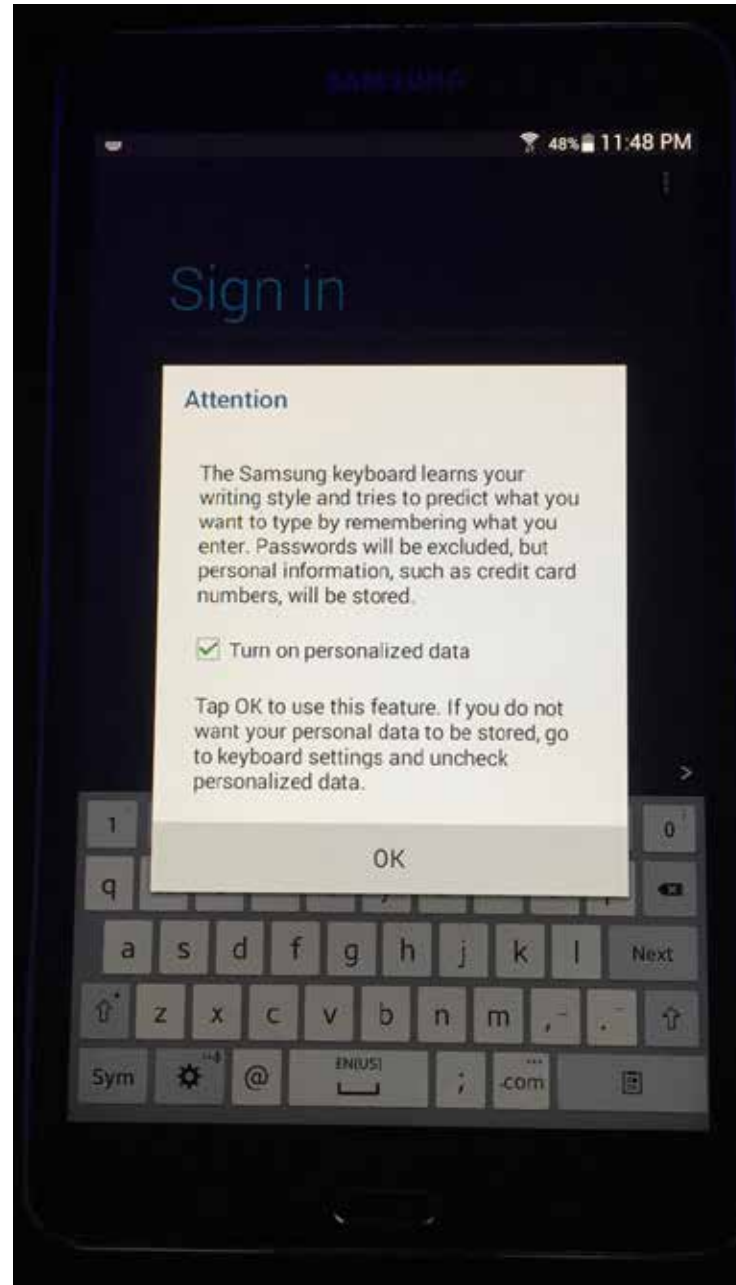 SAMSUNG
48% 11:48 PM
Sign in
Attention
The Samsung keyboard learns your
writing style and tries to predict what you
want to type by remembering what you
enter. Passwords will be excluded, but
personal information, such as credit card
numbers, will be stored.
Turn on personalized data
Tap OK to use this feature. If you do not
want your personal data to be stored, go
to keyboard settings and uncheck
personalized data.
>
OK
1 0
q
a s d f g h j k l Next
z x c v b n m , - . -
Sym @ EN(US) ; .com